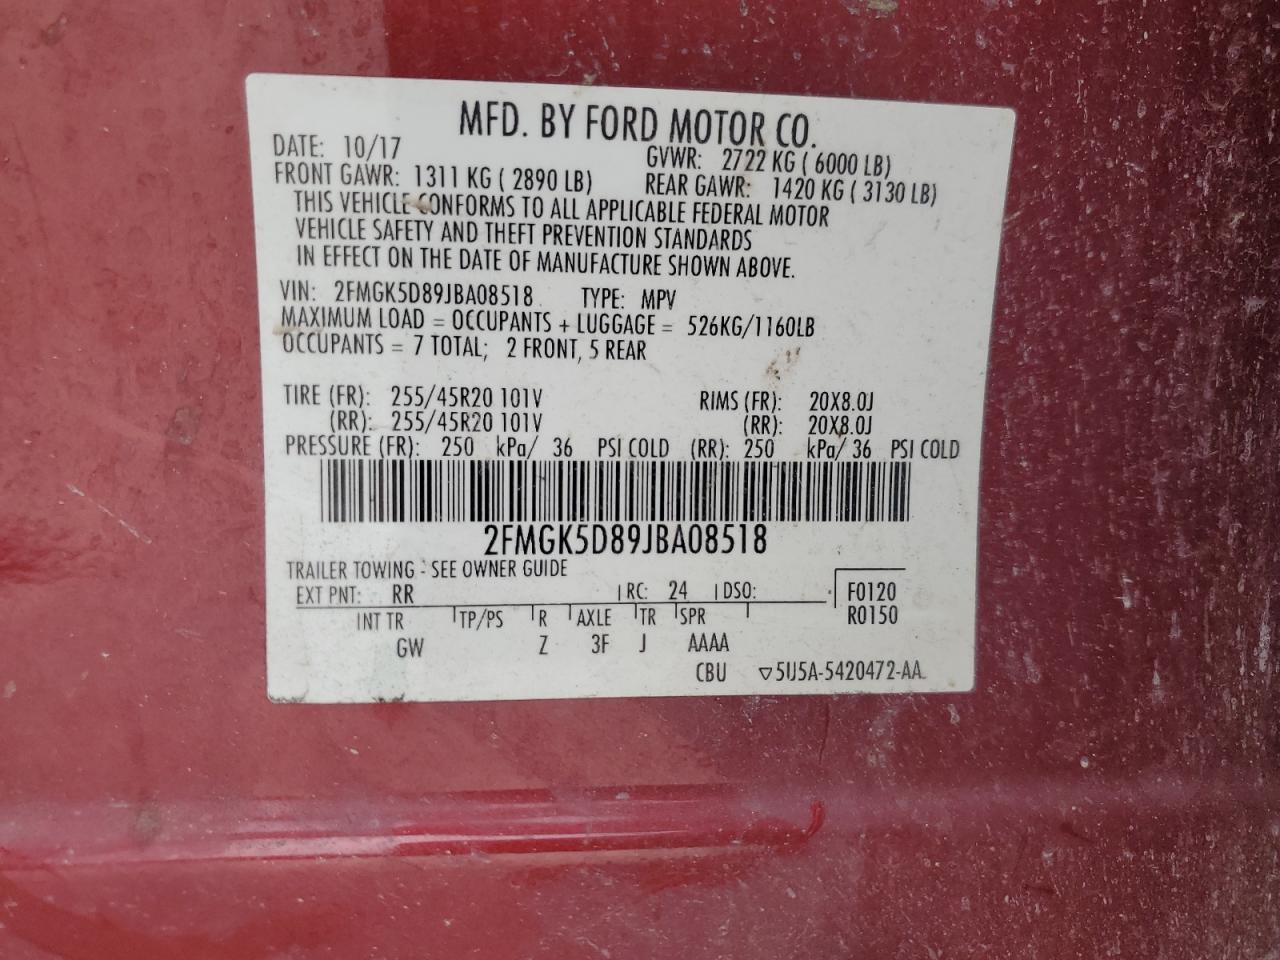 MFD. BY FORD MOTOR CO.
DATE: 10/17 GVWR: 2722 KG ( 6000 LB)
FRONT GAWR: 1311 KG ( 2890 LB) REAR GAWR: 1420 KG ( 3130 LB)
THIS VEHICLE CONFORMS TO ALL APPLICABLE FEDERAL MOTOR
VEHICLE SAFETY AND THEFT PREVENTION STANDARDS
IN EFFECT ON THE DATE OF MANUFACTURE SHOWN ABOVE.
VIN: 2FMGK5D89JBA08518 TYPE: MPV
MAXIMUM LOAD = OCCUPANTS + LUGGAGE = 526KG/1160LB
OCCUPANTS = 7 TOTAL; 2 FRONT, 5 REAR
TIRE (FR): 255/45R20 101V RIMS (FR): 20X8.0J
(RR): 255/45R20 101V (RR): 20X8.0J
PRESSURE (FR): 250 kPa/ 36 PSI COLD (RR): 250 kPa/ 36 PSI COLD
2FMGK5D89JBA08518
TRAILER TOWING - SEE OWNER GUIDE
EXT PNT: RR RC: 24 DSO: F0120
INT TR TP/PS R AXLE TR SPR R0150
GW Z 3F J AAAA
CBU ▽5U5A-5420472-AA